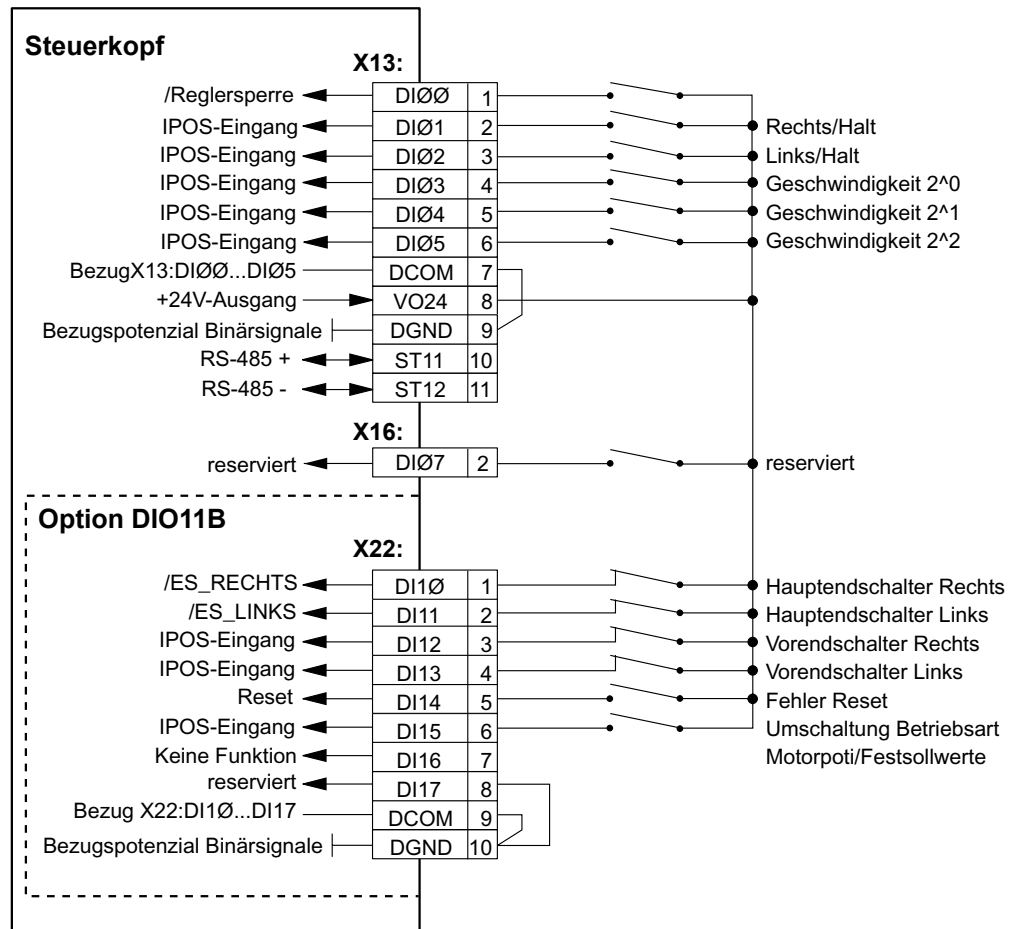 Steuerkopf
X13:
/Reglersperre DIØØ 1
IPOS-Eingang DIØ1 2 Rechts/Halt
IPOS-Eingang DIØ2 3 Links/Halt
IPOS-Eingang DIØ3 4 Geschwindigkeit 2^0
IPOS-Eingang DIØ4 5 Geschwindigkeit 2^1
IPOS-Eingang DIØ5 6 Geschwindigkeit 2^2
BezugX13:DIØØ...DIØ5 DCOM 7
+24V-Ausgang VO24 8
Bezugspotenzial Binärsignale DGND 9
RS-485 + ST11 10
RS-485 - ST12 11
X16:
reserviert DIØ7 2 reserviert
Option DIO11B
X22:
/ES_RECHTS DI1Ø 1 Hauptendschalter Rechts
/ES_LINKS DI11 2 Hauptendschalter Links
IPOS-Eingang DI12 3 Vorendschalter Rechts
IPOS-Eingang DI13 4 Vorendschalter Links
Reset DI14 5 Fehler Reset
IPOS-Eingang DI15 6 Umschaltung Betriebsart
Keine Funktion DI16 7 Motorpoti/Festsollwerte
reserviert DI17 8
Bezug X22:DI1Ø...DI17 DCOM 9
Bezugspotenzial Binärsignale DGND 10